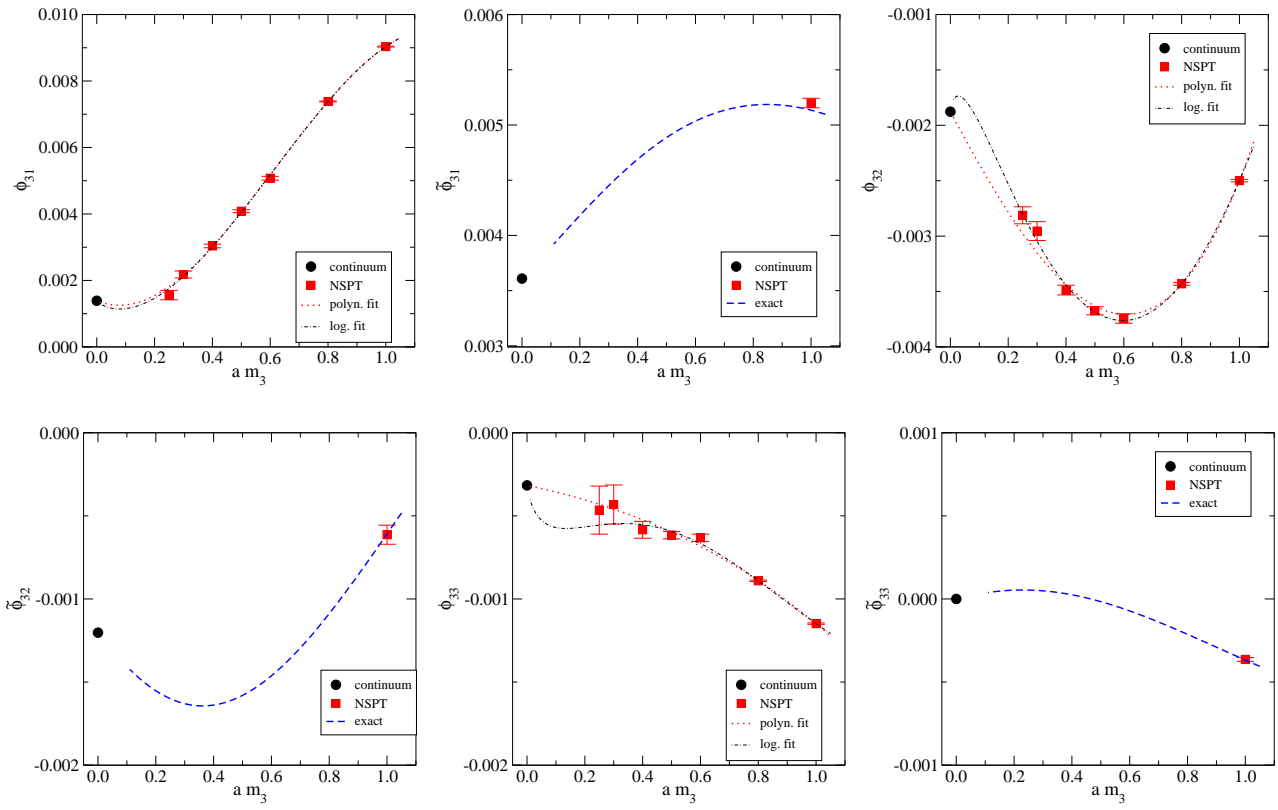 0.010
0.008
0.006
0.004
0.002
0.000
ϕ31
0.0 0.2 0.4 0.6 0.8 1.0
a m3
continuum
NSPT
polyn. fit
log. fit
0.006
0.005
0.004
0.003
ϕ̃31
0.0 0.2 0.4 0.6 0.8 1.0
a m3
continuum
NSPT
exact
-0.001
-0.002
-0.003
-0.004
ϕ32
0.0 0.2 0.4 0.6 0.8 1.0
a m3
continuum
NSPT
polyn. fit
log. fit
0.000
-0.001
-0.002
ϕ̃32
0.0 0.2 0.4 0.6 0.8 1.0
a m3
continuum
NSPT
exact
0.000
-0.001
-0.002
ϕ33
0.0 0.2 0.4 0.6 0.8 1.0
a m3
continuum
NSPT
polyn. fit
log. fit
0.001
0.000
-0.001
ϕ̃33
0.0 0.2 0.4 0.6 0.8 1.0
a m3
continuum
NSPT
exact